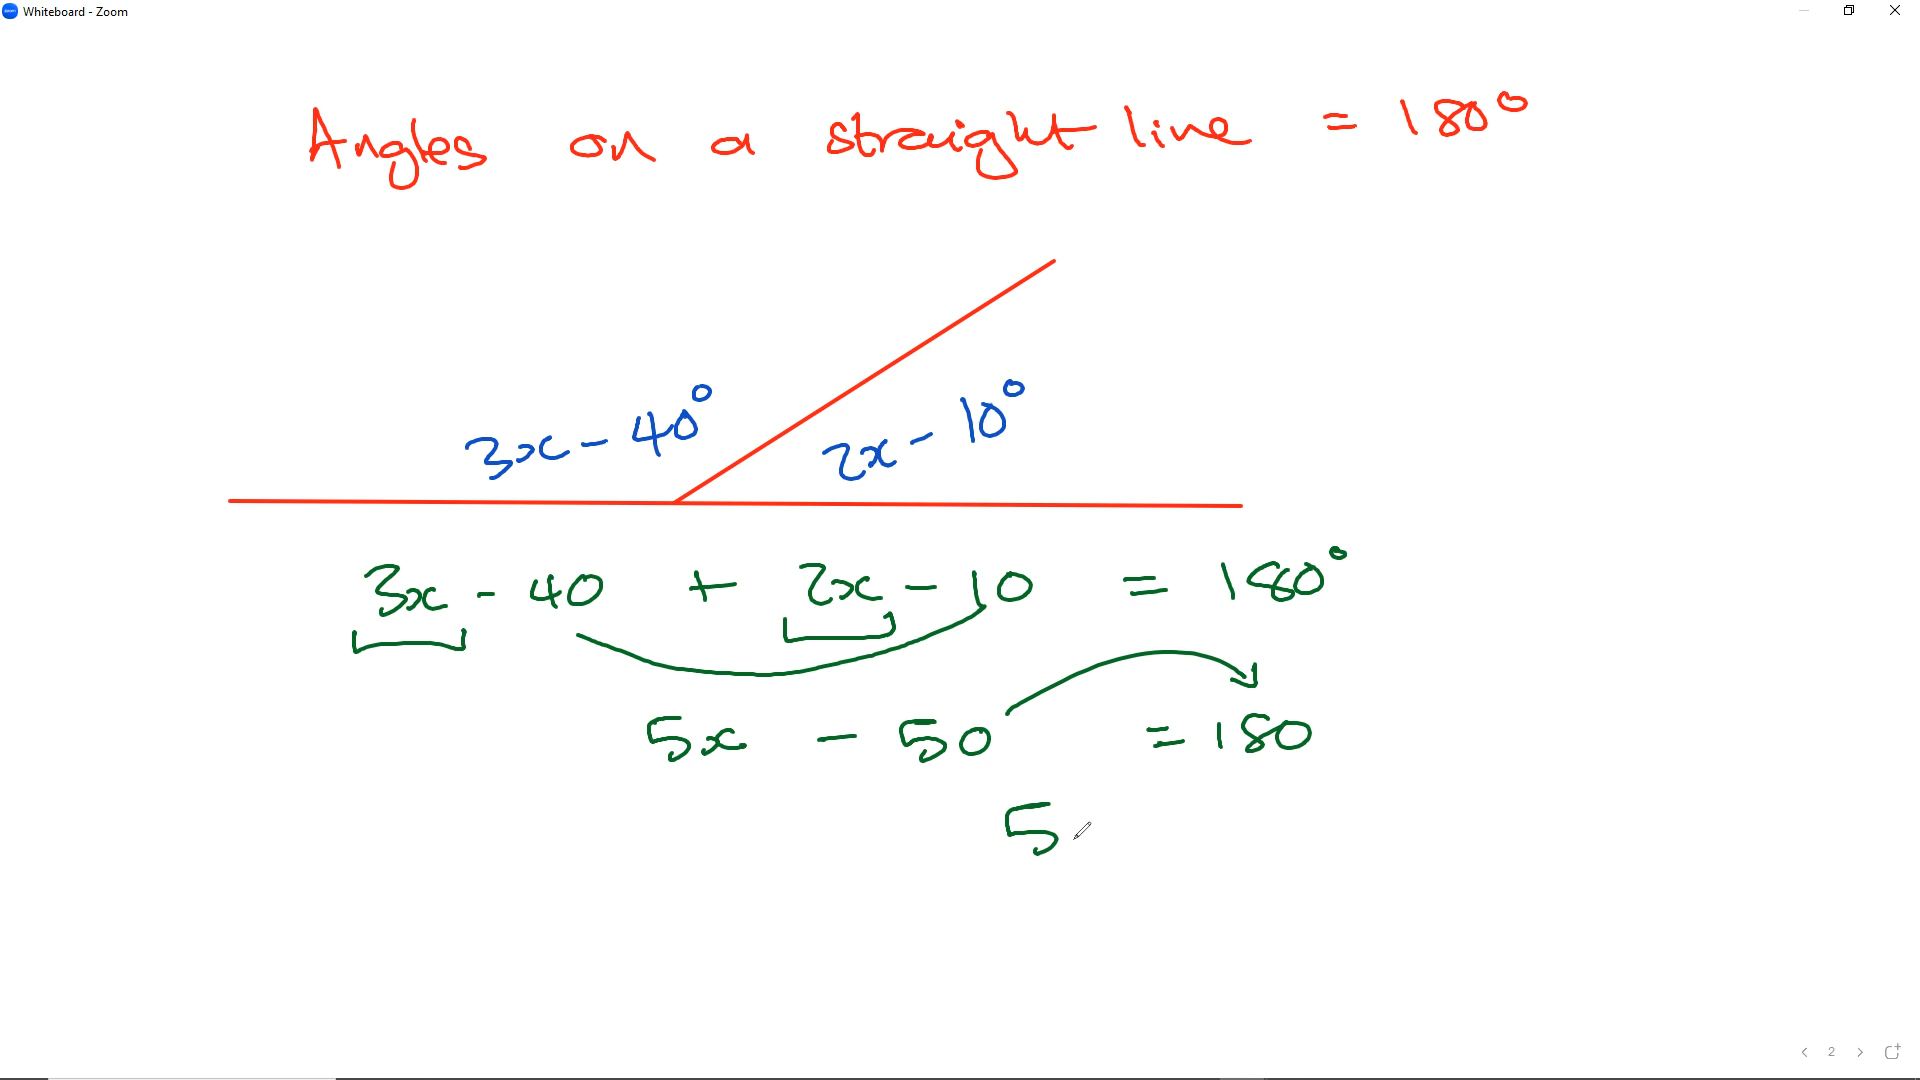 Whiteboard - Zoom
Angles on a straight line = 180°
3x - 40°
2x - 10°
3x - 40 + 2x - 10 = 180°
5x - 50 = 180
5
2